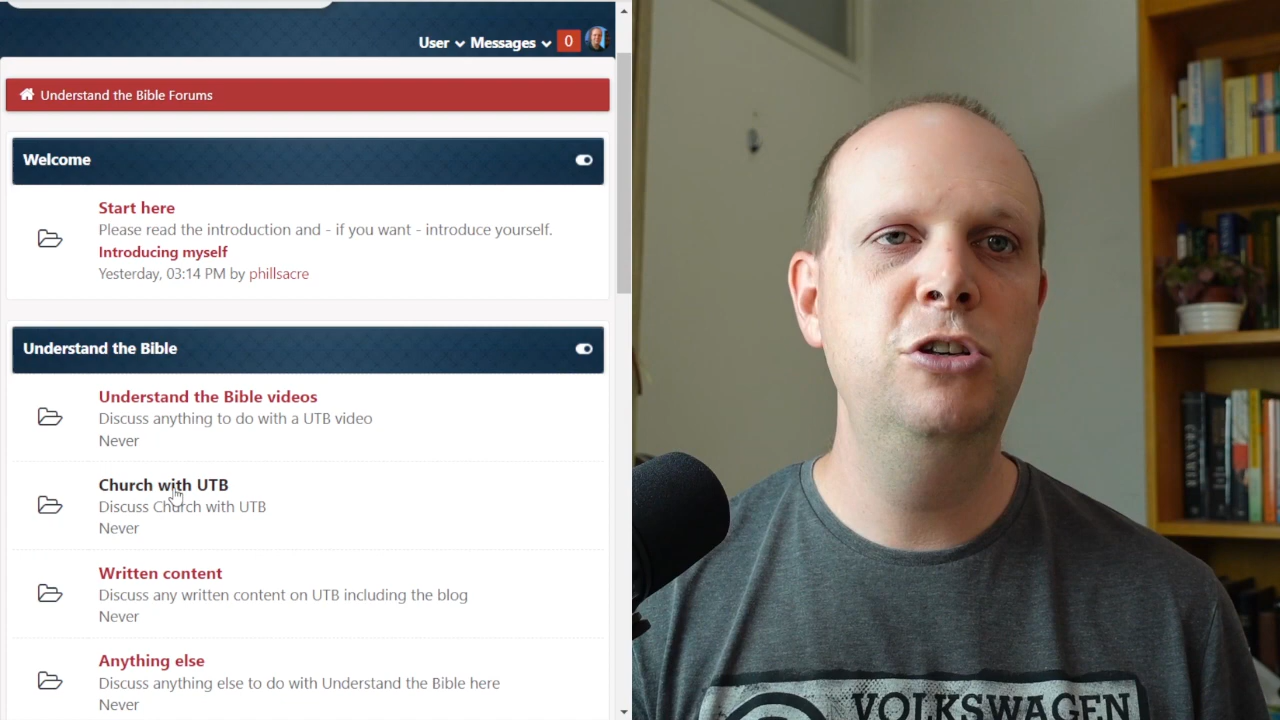 User Messages 0
Understand the Bible Forums
Welcome
Start here
Please read the introduction and - if you want - introduce yourself.
Introducing myself
Yesterday, 03:14 PM by phillsacre
Understand the Bible
Understand the Bible videos
Discuss anything to do with a UTB video
Never
Church with UTB
Discuss Church with UTB
Never
Written content
Discuss any written content on UTB including the blog
Never
Anything else
Discuss anything else to do with Understand the Bible here
Never
VOLKSWAGEN
CRANMER